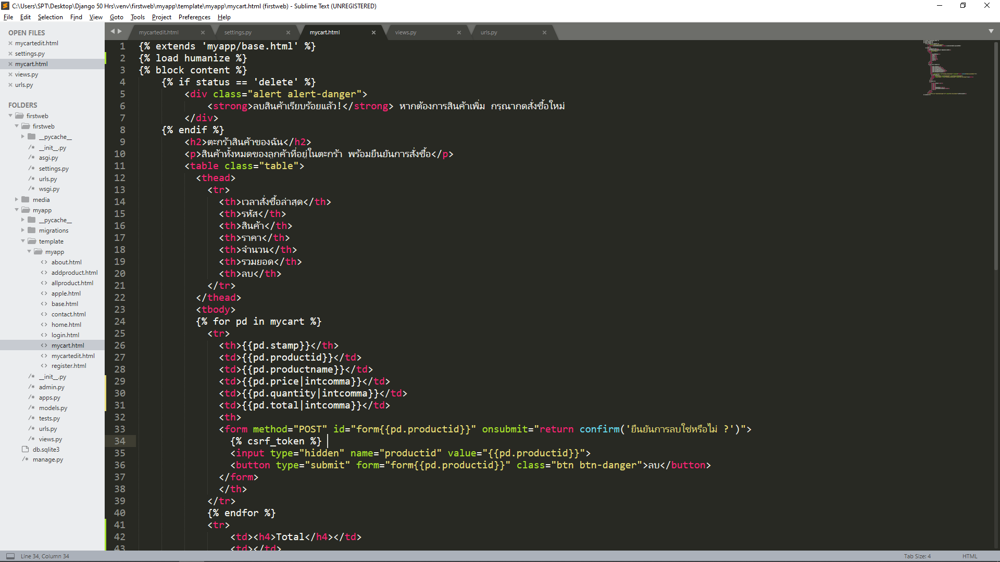 C:\Users\SPT\Desktop\Django 50 Hrs\venv\firstweb\myapp\template\myapp\mycart.html (firstweb) - Sublime Text (UNREGISTERED)
File Edit Selection Find View Goto Tools Project Preferences Help
OPEN FILES
mycartedit.html
settings.py
mycart.html
views.py
urls.py
FOLDERS
firstweb
firstweb
__pycache__
__init__.py
asgi.py
settings.py
urls.py
wsgi.py
media
myapp
__pycache__
migrations
template
myapp
about.html
addproduct.html
allproduct.html
apple.html
base.html
contact.html
home.html
login.html
mycart.html
mycartedit.html
register.html
__init__.py
admin.py
apps.py
models.py
tests.py
urls.py
views.py
db.sqlite3
manage.py
mycartedit.html settings.py mycart.html views.py urls.py
1 {% extends 'myapp/base.html' %}
2 {% load humanize %}
3 {% block content %}
4 {% if status == 'delete' %}
5 <div class="alert alert-danger">
6 <strong>ลบสินค้าเรียบร้อยแล้ว!</strong> หากต้องการสินค้าเพิ่ม กรุณากดสั่งซื้อใหม่
7 </div>
8 {% endif %}
9 <h2>ตะกร้าสินค้าของฉัน</h2>
10 <p>สินค้าทั้งหมดของลูกค้าที่อยู่ในตะกร้า พร้อมยืนยันการสั่งซื้อ</p>
11 <table class="table">
12 <thead>
13 <tr>
14 <th>เวลาสั่งซื้อล่าสุด</th>
15 <th>รหัส</th>
16 <th>สินค้า</th>
17 <th>ราคา</th>
18 <th>จำนวน</th>
19 <th>รวมยอด</th>
20 <th>ลบ</th>
21 </tr>
22 </thead>
23 <tbody>
24 {% for pd in mycart %}
25 <tr>
26 <th>{{pd.stamp}}</th>
27 <td>{{pd.productid}}</td>
28 <td>{{pd.productname}}</td>
29 <td>{{pd.price|intcomma}}</td>
30 <td>{{pd.quantity|intcomma}}</td>
31 <td>{{pd.total|intcomma}}</td>
32 <th>
33 <form method="POST" id="form{{pd.productid}}" onsubmit="return confirm('ยืนยันการลบใช่หรือไม่ ?')">
34 {% csrf_token %}
35 <input type="hidden" name="productid" value="{{pd.productid}}">
36 <button type="submit" form="form{{pd.productid}}" class="btn btn-danger">ลบ</button>
37 </form>
38 </th>
39 </tr>
40 {% endfor %}
41 <tr>
42 <td><h4>Total</h4></td>
43 <td></td>
Line 34, Column 34 Tab Size: 4 HTML